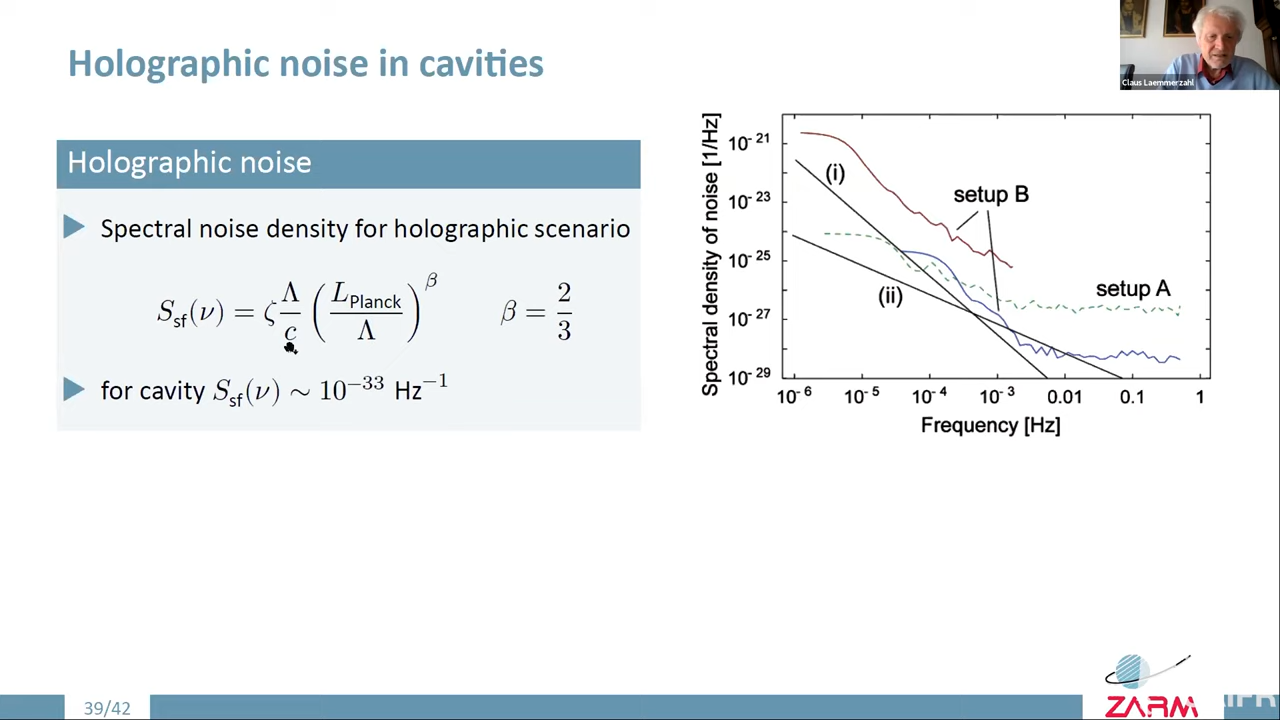 Holographic noise in cavities
Claus Laemmerzahl
Holographic noise
Spectral noise density for holographic scenario
S_sf(ν) = ζ Λ/c (L_Planck/Λ)^β β = 2/3
for cavity S_sf(ν) ∼ 10^−33 Hz^−1
Spectral density of noise [1/Hz]
10^-21
10^-23
10^-25
10^-27
10^-29
(i)
setup B
(ii)
setup A
10^-6 10^-5 10^-4 10^-3 0.01 0.1 1
Frequency [Hz]
39/42
ZARM